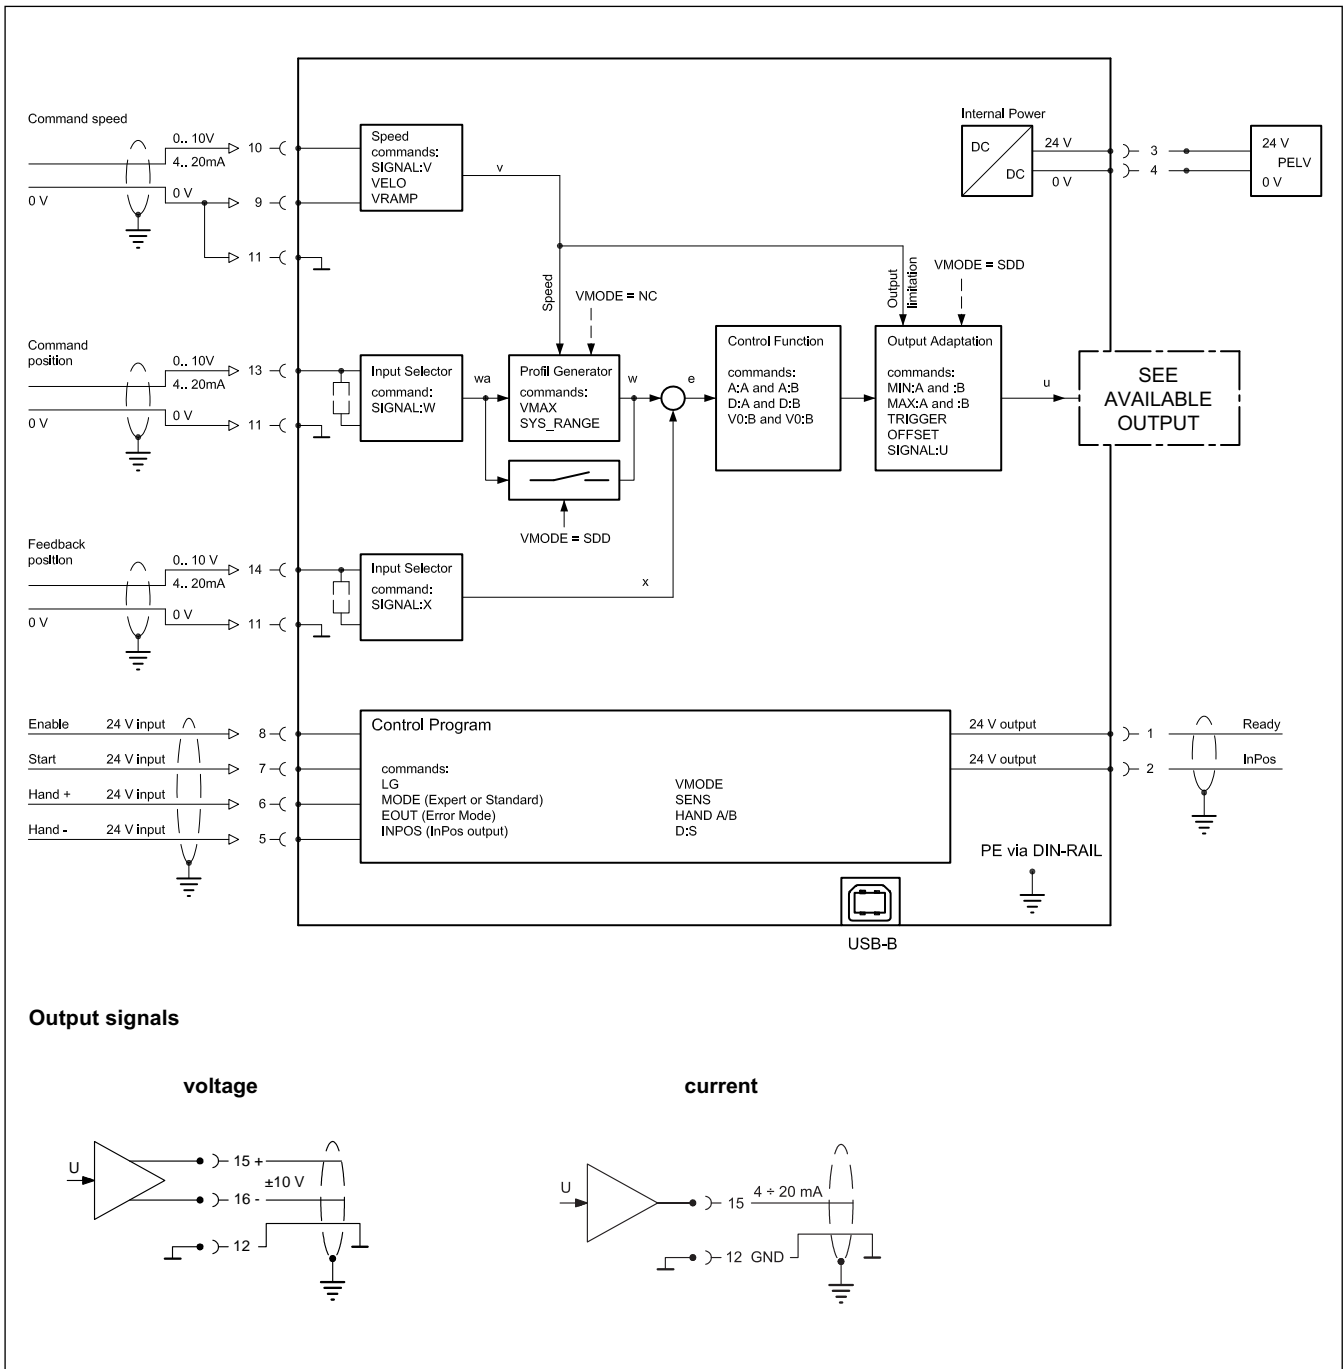 Command speed
0.. 10V
4.. 20mA
0 V
0 V
10
9
11
Speed
commands:
SIGNAL:V
VELO
VRAMP
v
Internal Power
DC
DC
24 V
0 V
3
4
24 V
PELV
0 V
Speed
Output
limitation
VMODE = NC
VMODE = SDD
Command
position
0.. 10V
4.. 20mA
0 V
0 V
13
11
Input Selector
command:
SIGNAL:W
wa
Profil Generator
commands:
VMAX
SYS_RANGE
w
e
Control Function
commands:
A:A and A:B
D:A and D:B
V0:B and V0:B
Output Adaptation
commands:
MIN:A and :B
MAX:A and :B
TRIGGER
OFFSET
SIGNAL:U
u
SEE
AVAILABLE
OUTPUT
VMODE = SDD
Feedback
position
0.. 10 V
4.. 20mA
0 V
0 V
14
11
Input Selector
command:
SIGNAL:X
x
Enable 24 V input 8
Start 24 V input 7
Hand + 24 V input 6
Hand - 24 V input 5
Control Program
commands:
LG
MODE (Expert or Standard)
EOUT (Error Mode)
INPOS (InPos output)
VMODE
SENS
HAND A/B
D:S
24 V output 1 Ready
24 V output 2 InPos
PE via DIN-RAIL
USB-B
Output signals
voltage
U
15 +
±10 V
16 -
12
current
U
15 4 ÷ 20 mA
12 GND